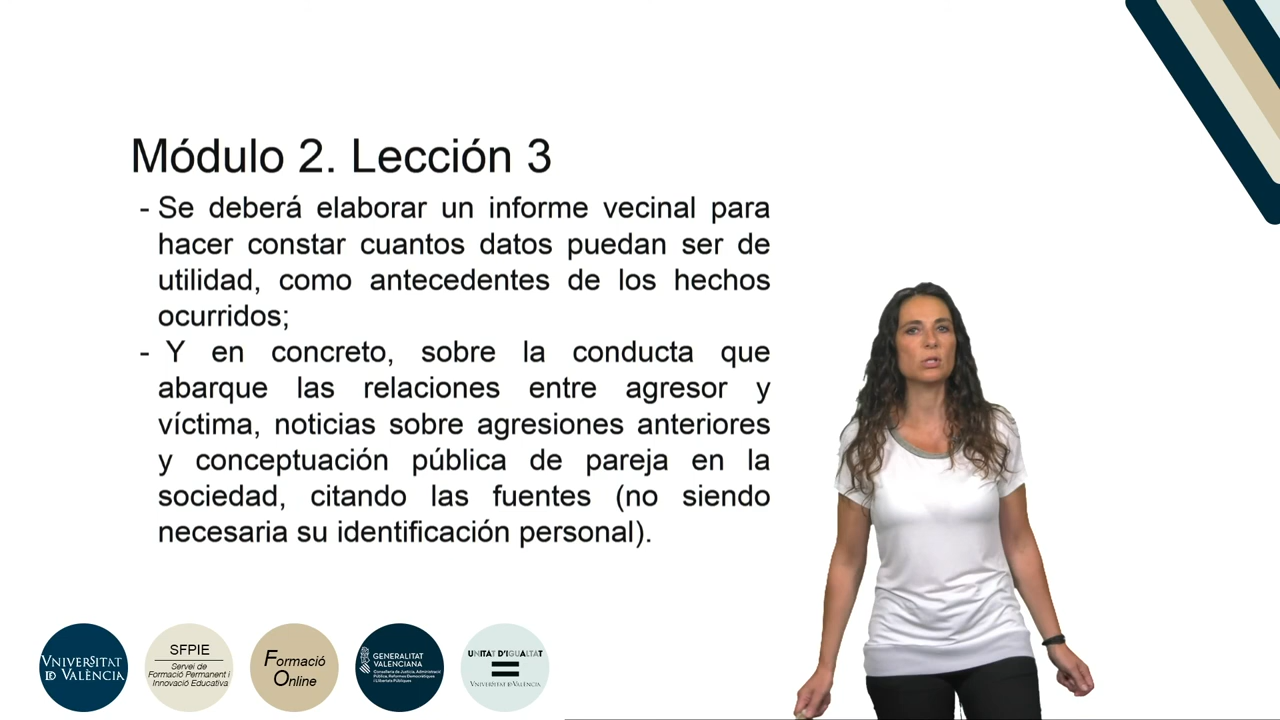 Módulo 2. Lección 3
- Se deberá elaborar un informe vecinal para
hacer constar cuantos datos puedan ser de
utilidad, como antecedentes de los hechos
ocurridos;
- Y en concreto, sobre la conducta que
abarque las relaciones entre agresor y
víctima, noticias sobre agresiones anteriores
y conceptuación pública de pareja en la
sociedad, citando las fuentes (no siendo
necesaria su identificación personal).
VNIVERSITAT
ID VALÈNCIA
SFPIE
Servei de
Formació Permanent i
Innovació Educativa
Formació
Online
GENERALITAT
VALENCIANA
Conselleria de Justícia, Administració
Pública, Reformes Democràtiques
i Llibertats Públiques
UNITAT D'IGUALTAT
VNIVERSITAT ID VALÈNCIA